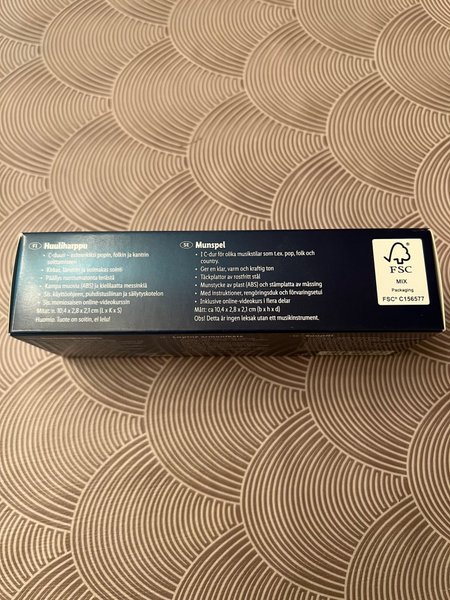 FI Huuliharppu
• C-duuri – esimerkiksi popin, folkin ja kantrin
soittamiseen
• Kirkas, lämmin ja voimakas sointi
• Päällys ruostumatonta terästä
• Kampa muovia (ABS) ja kielilaatta messinkiä
• Sis. käyttöohjeen, puhdistusliinan ja säilytyskotelon
• Sis. moniosaisen online-videokurssin
Mitat: n. 10,4 x 2,8 x 2,1 cm (L x K x S)
Huomio. Tuote on soitin, ei lelu!
SE Munspel
• I C-dur för olika musikstilar som t.ex. pop, folk och
country.
• Ger en klar, varm och kraftig ton
• Täckplattor av rostfritt stål
• Munstycke av plast (ABS) och stämplatta av mässing
• Med instruktioner, rengöringsduk och förvaringsetui
• Inklusive online-videokurs i flera delar
Mått: ca 10,4 x 2,8 x 2,1 cm (b x h x d)
Obs! Detta är ingen leksak utan ett musikinstrument.
FSC
MIX
Packaging
FSC® C156577